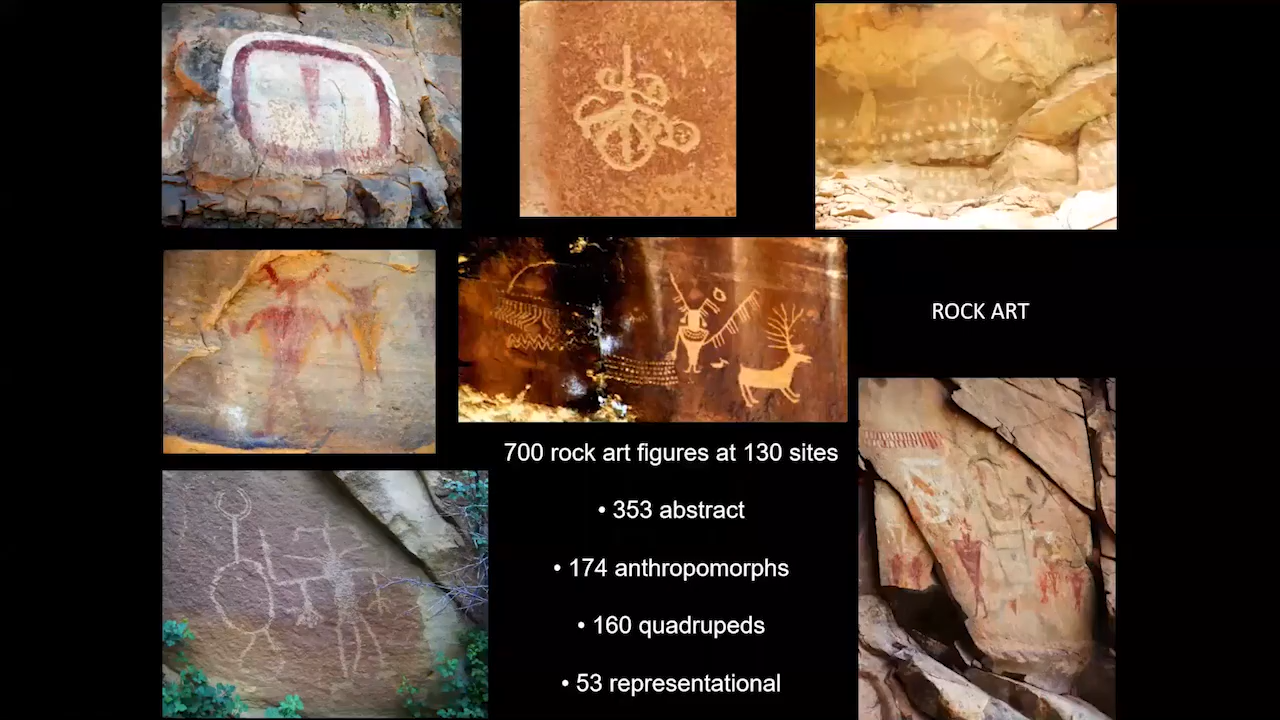 ROCK ART
700 rock art figures at 130 sites
• 353 abstract
• 174 anthropomorphs
• 160 quadrupeds
• 53 representational